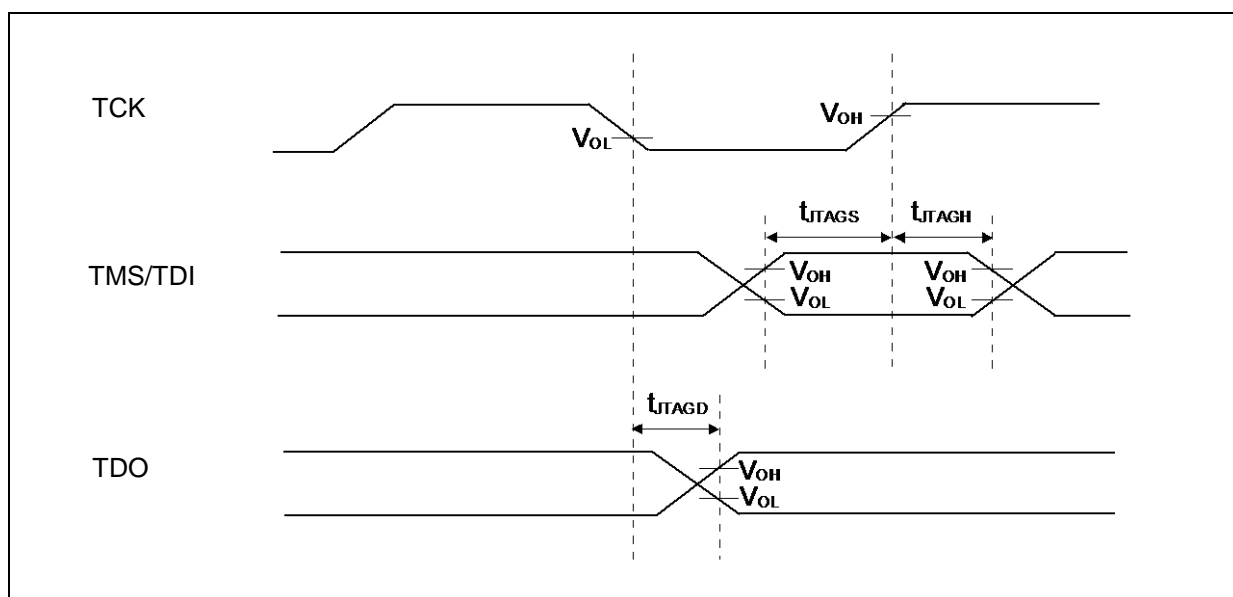 TCK
VOL
VOH
tJTAGS
tJTAGH
TMS/TDI
VOH
VOL
VOH
VOL
tJTAGD
TDO
VOH
VOL